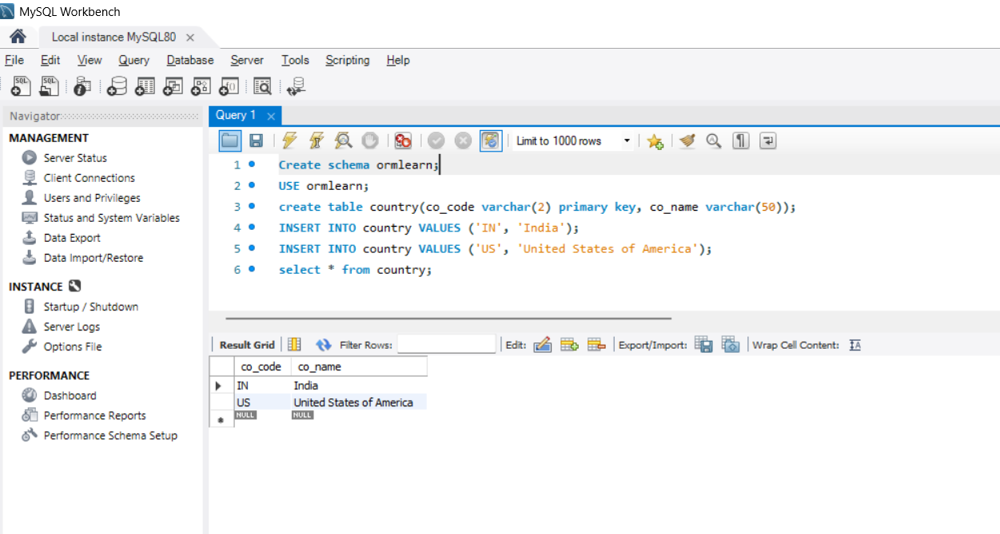 MySQL Workbench
Local instance MySQL80
File Edit View Query Database Server Tools Scripting Help
Navigator
MANAGEMENT
Server Status
Client Connections
Users and Privileges
Status and System Variables
Data Export
Data Import/Restore
INSTANCE
Startup / Shutdown
Server Logs
Options File
PERFORMANCE
Dashboard
Performance Reports
Performance Schema Setup
Query 1
Limit to 1000 rows
1 Create schema ormlearn;
2 USE ormlearn;
3 create table country(co_code varchar(2) primary key, co_name varchar(50));
4 INSERT INTO country VALUES ('IN', 'India');
5 INSERT INTO country VALUES ('US', 'United States of America');
6 select * from country;
Result Grid Filter Rows: Edit: Export/Import: Wrap Cell Content:
co_code co_name
IN India
US United States of America
NULL NULL